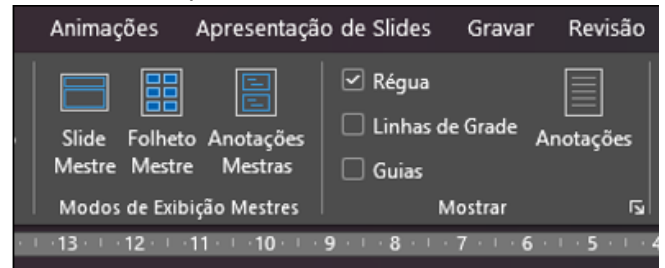 Animações Apresentação de Slides Gravar Revisão
Régua
Linhas de Grade
Guias
Slide Mestre
Folheto Mestre
Anotações Mestras
Anotações
Modos de Exibição Mestres Mostrar
13 12 11 10 9 8 7 6 5 4